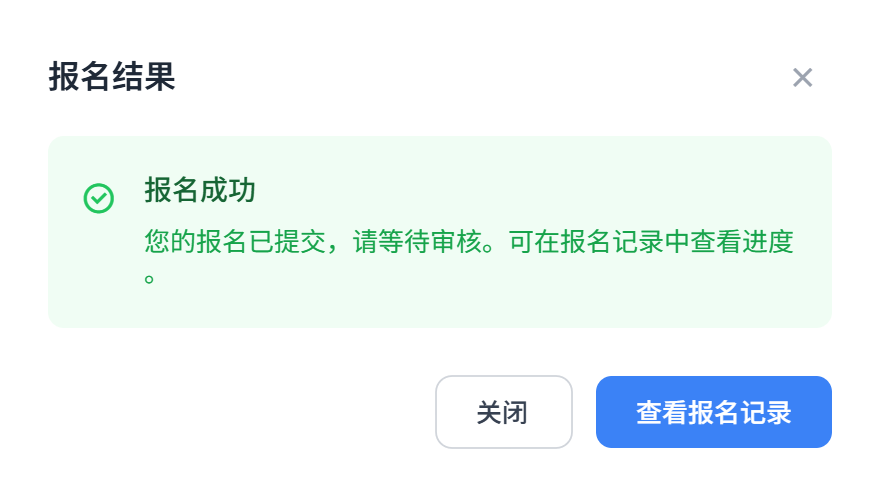 报名结果
报名成功
您的报名已提交，请等待审核。可在报名记录中查看进度
。
关闭
查看报名记录